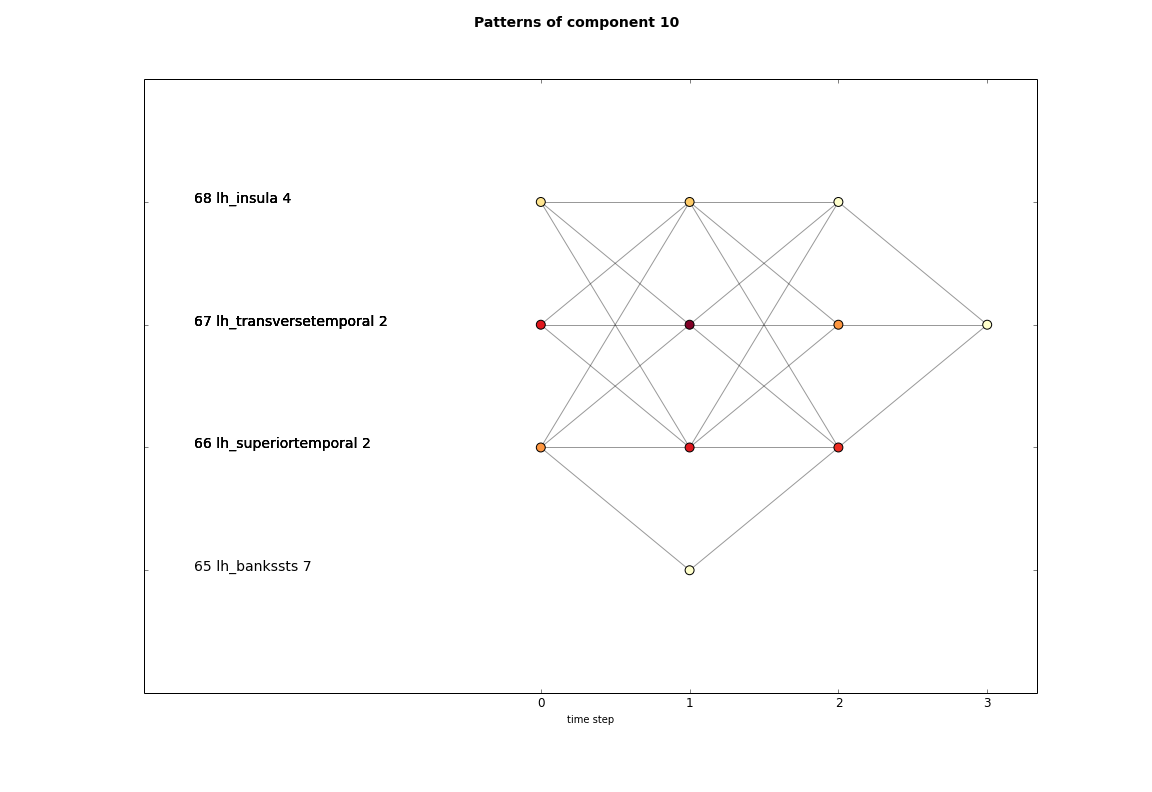 Patterns of component 10
68 lh_insula 4
67 lh_transversetemporal 2
66 lh_superiortemporal 2
65 lh_bankssts 7
0 1 2 3
time step